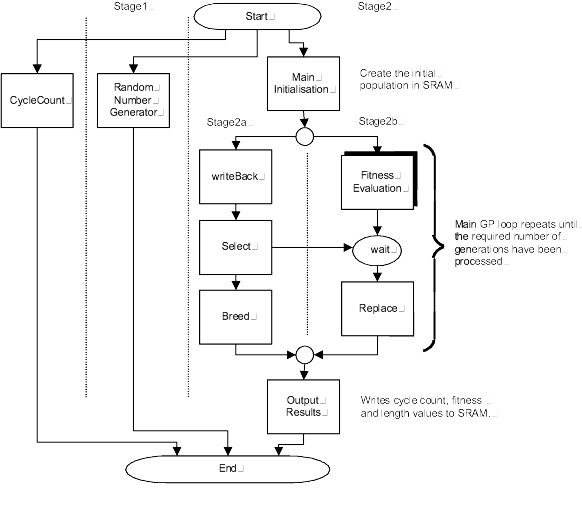 Stage1
Start
Stage2
CycleCount
Random
Number
Generator
Main
Initialisation
Create the initial
population in SRAM
Stage2a
Stage2b
writeBack
Fitness
Evaluation
Select
wait
Main GP loop repeats until
the required number of
generations have been
processed
Breed
Replace
Output
Results
Writes cycle count, fitness
and length values to SRAM.
End